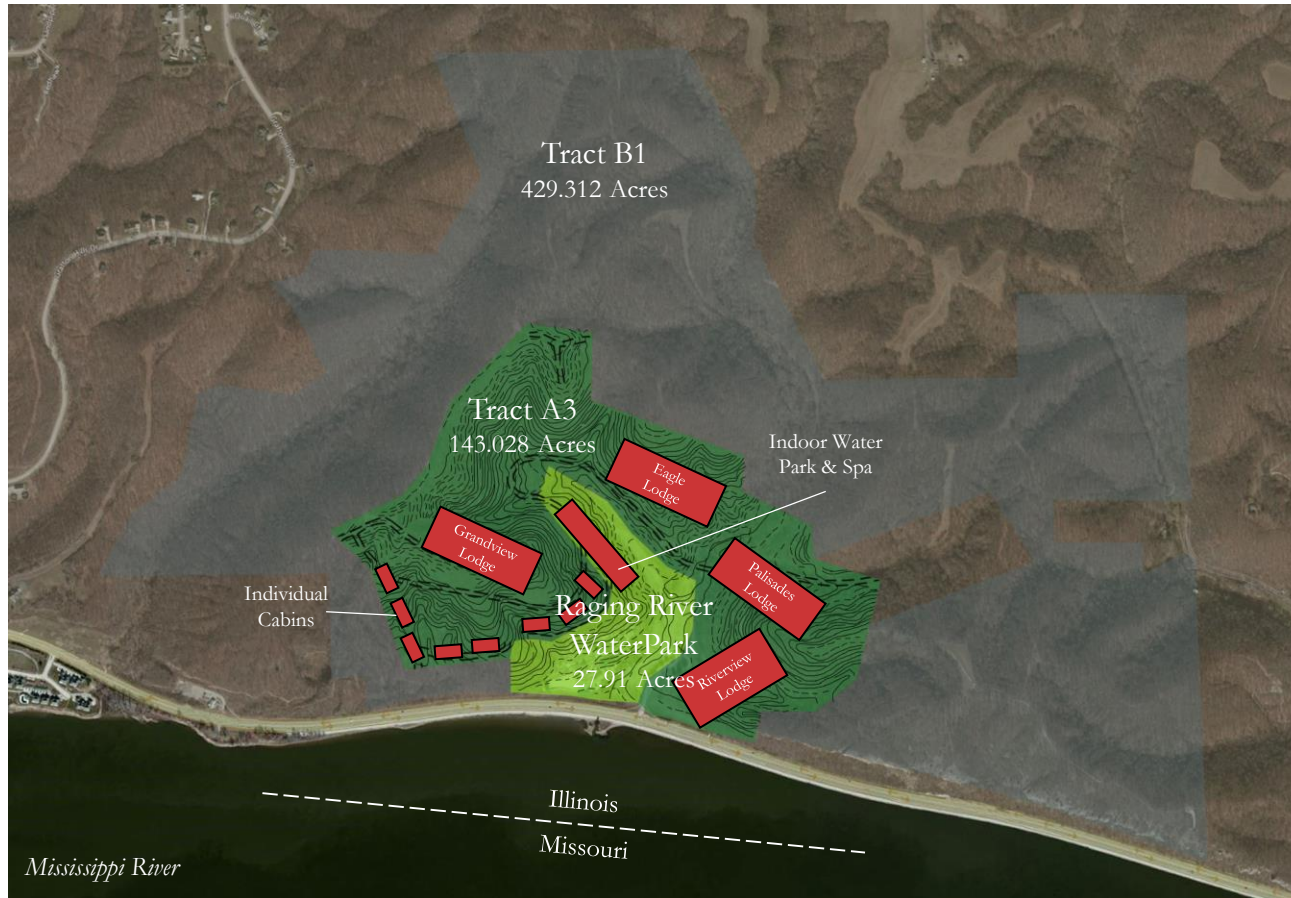 Tract B1
429.312 Acres
Tract A3
143.028 Acres
Indoor Water
Park & Spa
Eagle
Lodge
Grandview
Lodge
Palisades
Lodge
Individual
Cabins
Raging River
WaterPark
27.91 Acres
Riverview
Lodge
Illinois
Missouri
Mississippi River